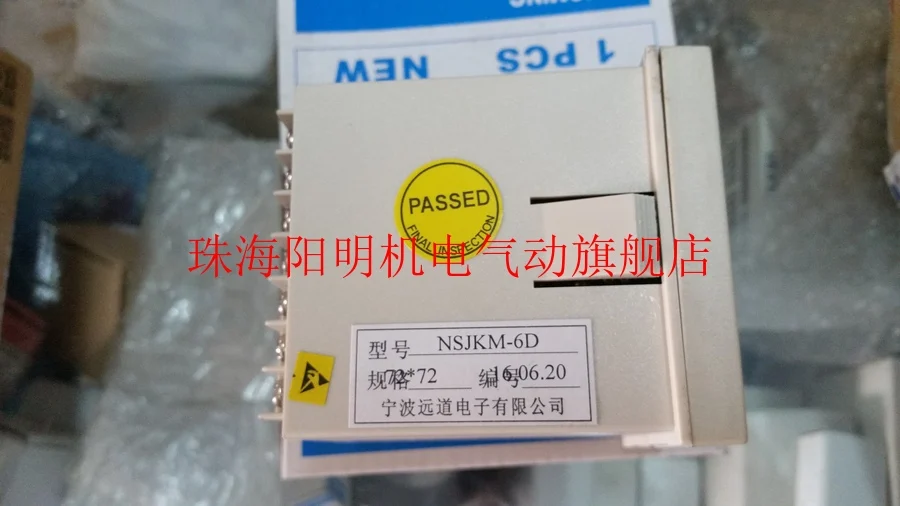 1 PCS
NEW
PASSED
FINAL INSPECTION
珠海阳明机电气动旗舰店
型号 NSJKM-6D
规格 72*72 编号 16.06.20
宁波远道电子有限公司